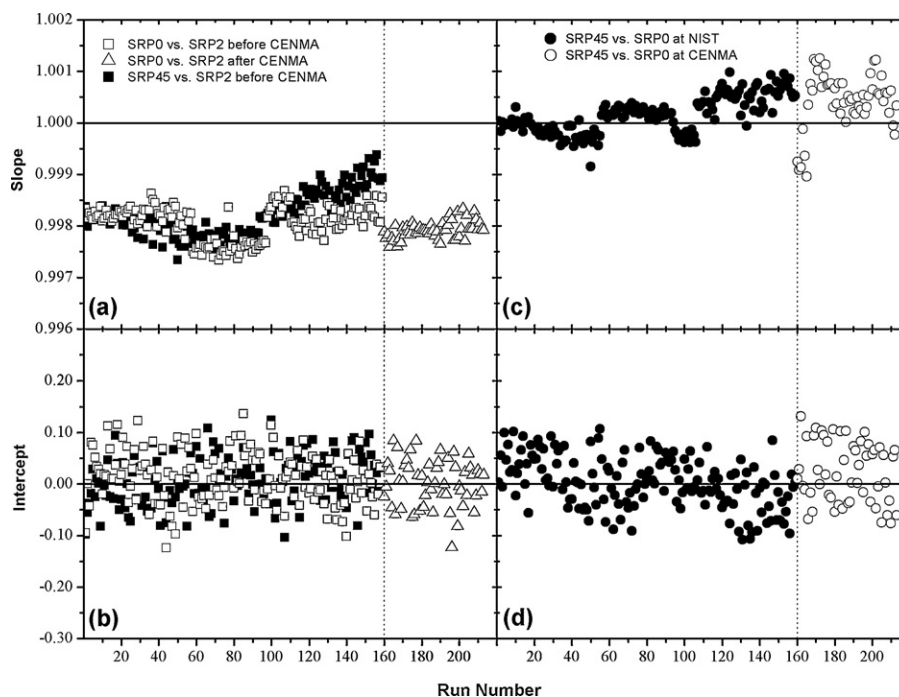 1.002
1.001
1.000
0.999
0.998
0.997
0.996
Slope
SRP0 vs. SRP2 before CENMA
SRP0 vs. SRP2 after CENMA
SRP45 vs. SRP2 before CENMA
(a)
SRP45 vs. SRP0 at NIST
SRP45 vs. SRP0 at CENMA
(c)
0.20
0.10
0.00
-0.10
-0.20
-0.30
Intercept
(b)
(d)
20 40 60 80 100 120 140 160 180 200
20 40 60 80 100 120 140 160 180 200
Run Number